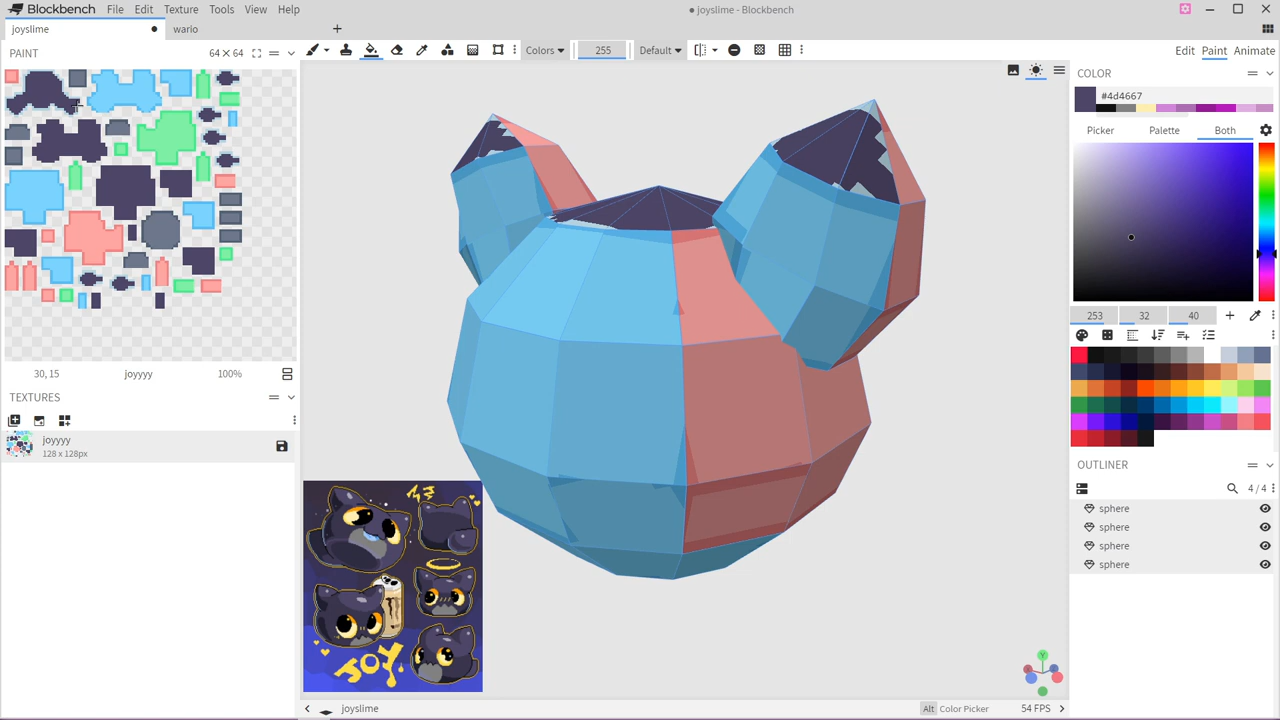 Blockbench File Edit Texture Tools View Help
joyslime - Blockbench
joyslime
wario
PAINT
64 × 64
Colors
255
Default
Edit Paint Animate
COLOR
#4d4667
Picker Palette Both
253 32 40
30,15 joyyyy 100%
TEXTURES
joyyyy
128 x 128px
JOY
OUTLINER
4 / 4
sphere
sphere
sphere
sphere
joyslime
Alt Color Picker
54 FPS
Y
X
Z